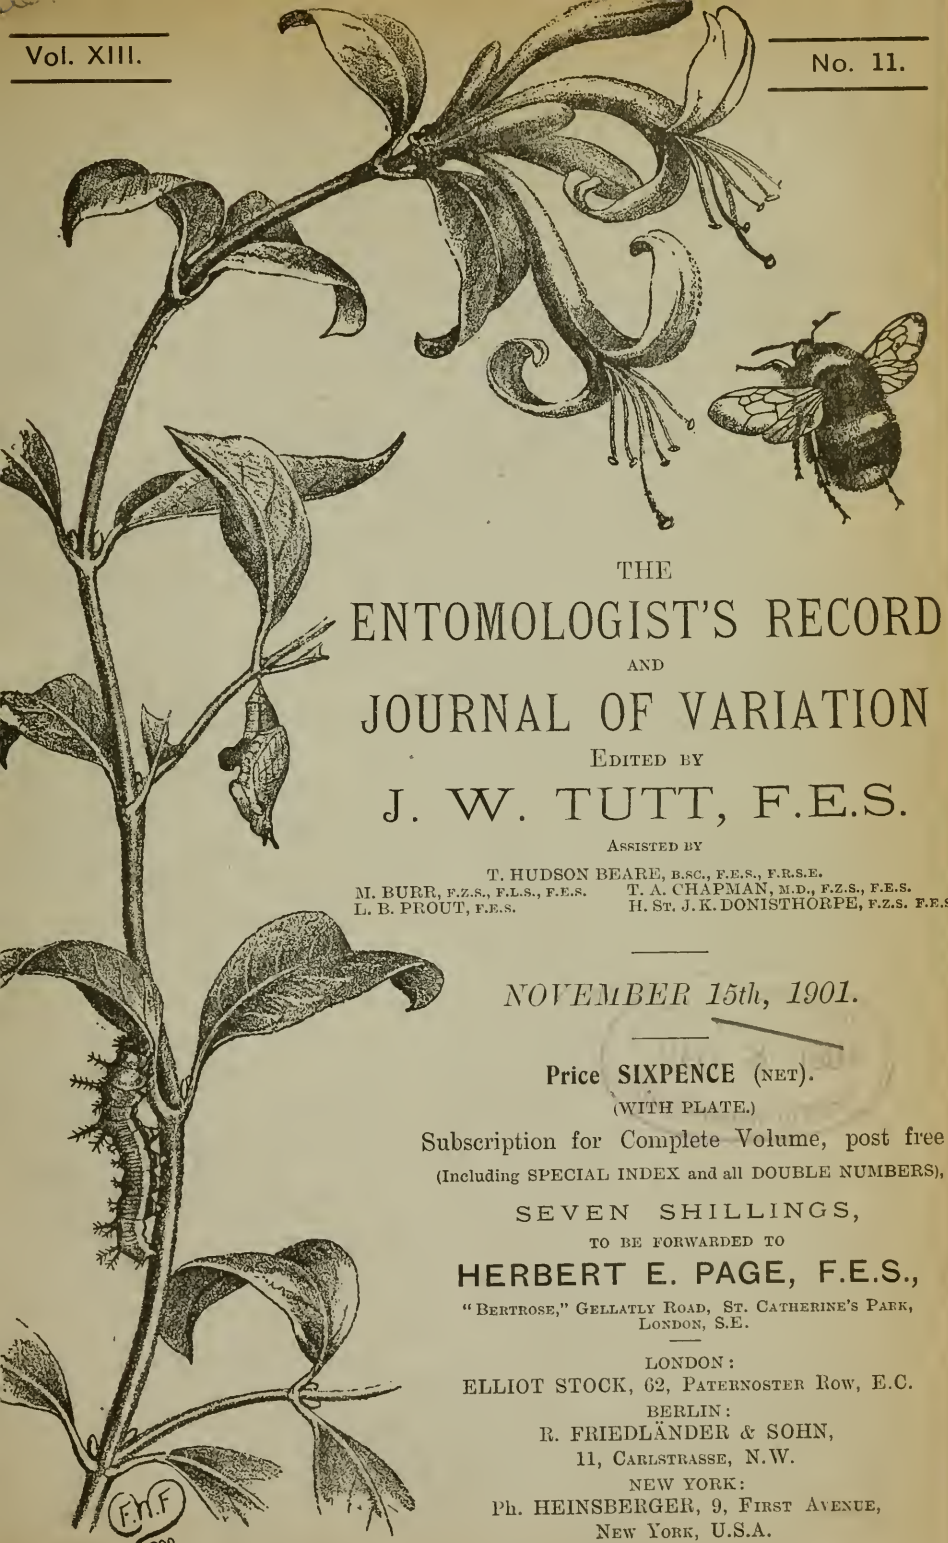 Vol. XIII.
No. 11.
THE
ENTOMOLOGIST'S RECORD
AND
JOURNAL OF VARIATION
EDITED BY
J. W. TUTT, F.E.S.
ASSISTED BY
T. HUDSON BEARE, B.SC., F.E.S., F.R.S.E.
M. BURR, F.Z.S., F.L.S., F.E.S. T. A. CHAPMAN, M.D., F.Z.S., F.E.S.
L. B. PROUT, F.E.S. H. ST. J. K. DONISTHORPE, F.Z.S. F.E.S
NOVEMBER 15th, 1901.
Price SIXPENCE (NET).
(WITH PLATE.)
Subscription for Complete Volume, post free
(Including SPECIAL INDEX and all DOUBLE NUMBERS),
SEVEN SHILLINGS,
TO BE FORWARDED TO
HERBERT E. PAGE, F.E.S.,
"BERTROSE," GELLATLY ROAD, ST. CATHERINE'S PARK,
LONDON, S.E.
LONDON:
ELLIOT STOCK, 62, PATERNOSTER ROW, E.C.
BERLIN:
R. FRIEDLÄNDER & SOHN,
11, CARLSTRASSE, N.W.
NEW YORK:
Ph. HEINSBERGER, 9, FIRST AVENUE,
NEW YORK, U.S.A.
F.N.F